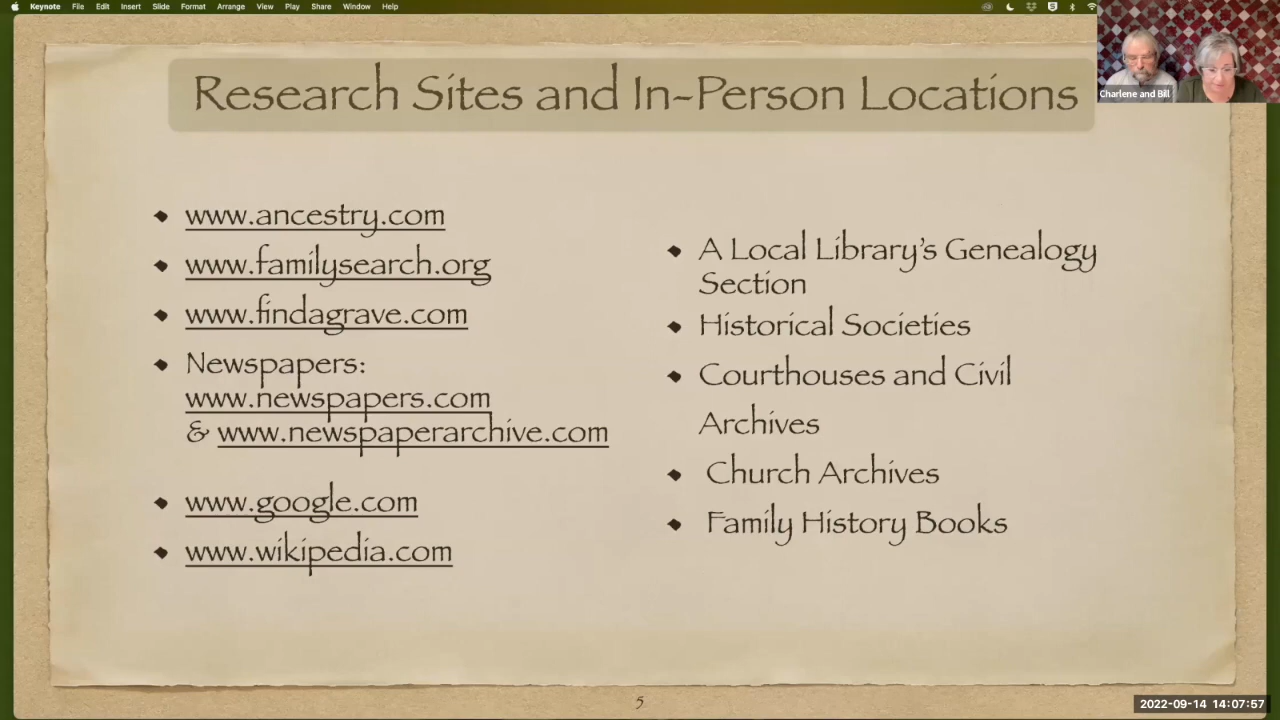 Keynote File Edit Insert Slide Format Arrange View Play Share Window Help
Charlene and Bill
Research Sites and In-Person Locations
www.ancestry.com
www.familysearch.org
www.findagrave.com
Newspapers:
www.newspapers.com
& www.newspaperarchive.com
www.google.com
www.wikipedia.com
A Local Library's Genealogy
Section
Historical Societies
Courthouses and Civil
Archives
Church Archives
Family History Books
5
2022-09-14 14:07:57